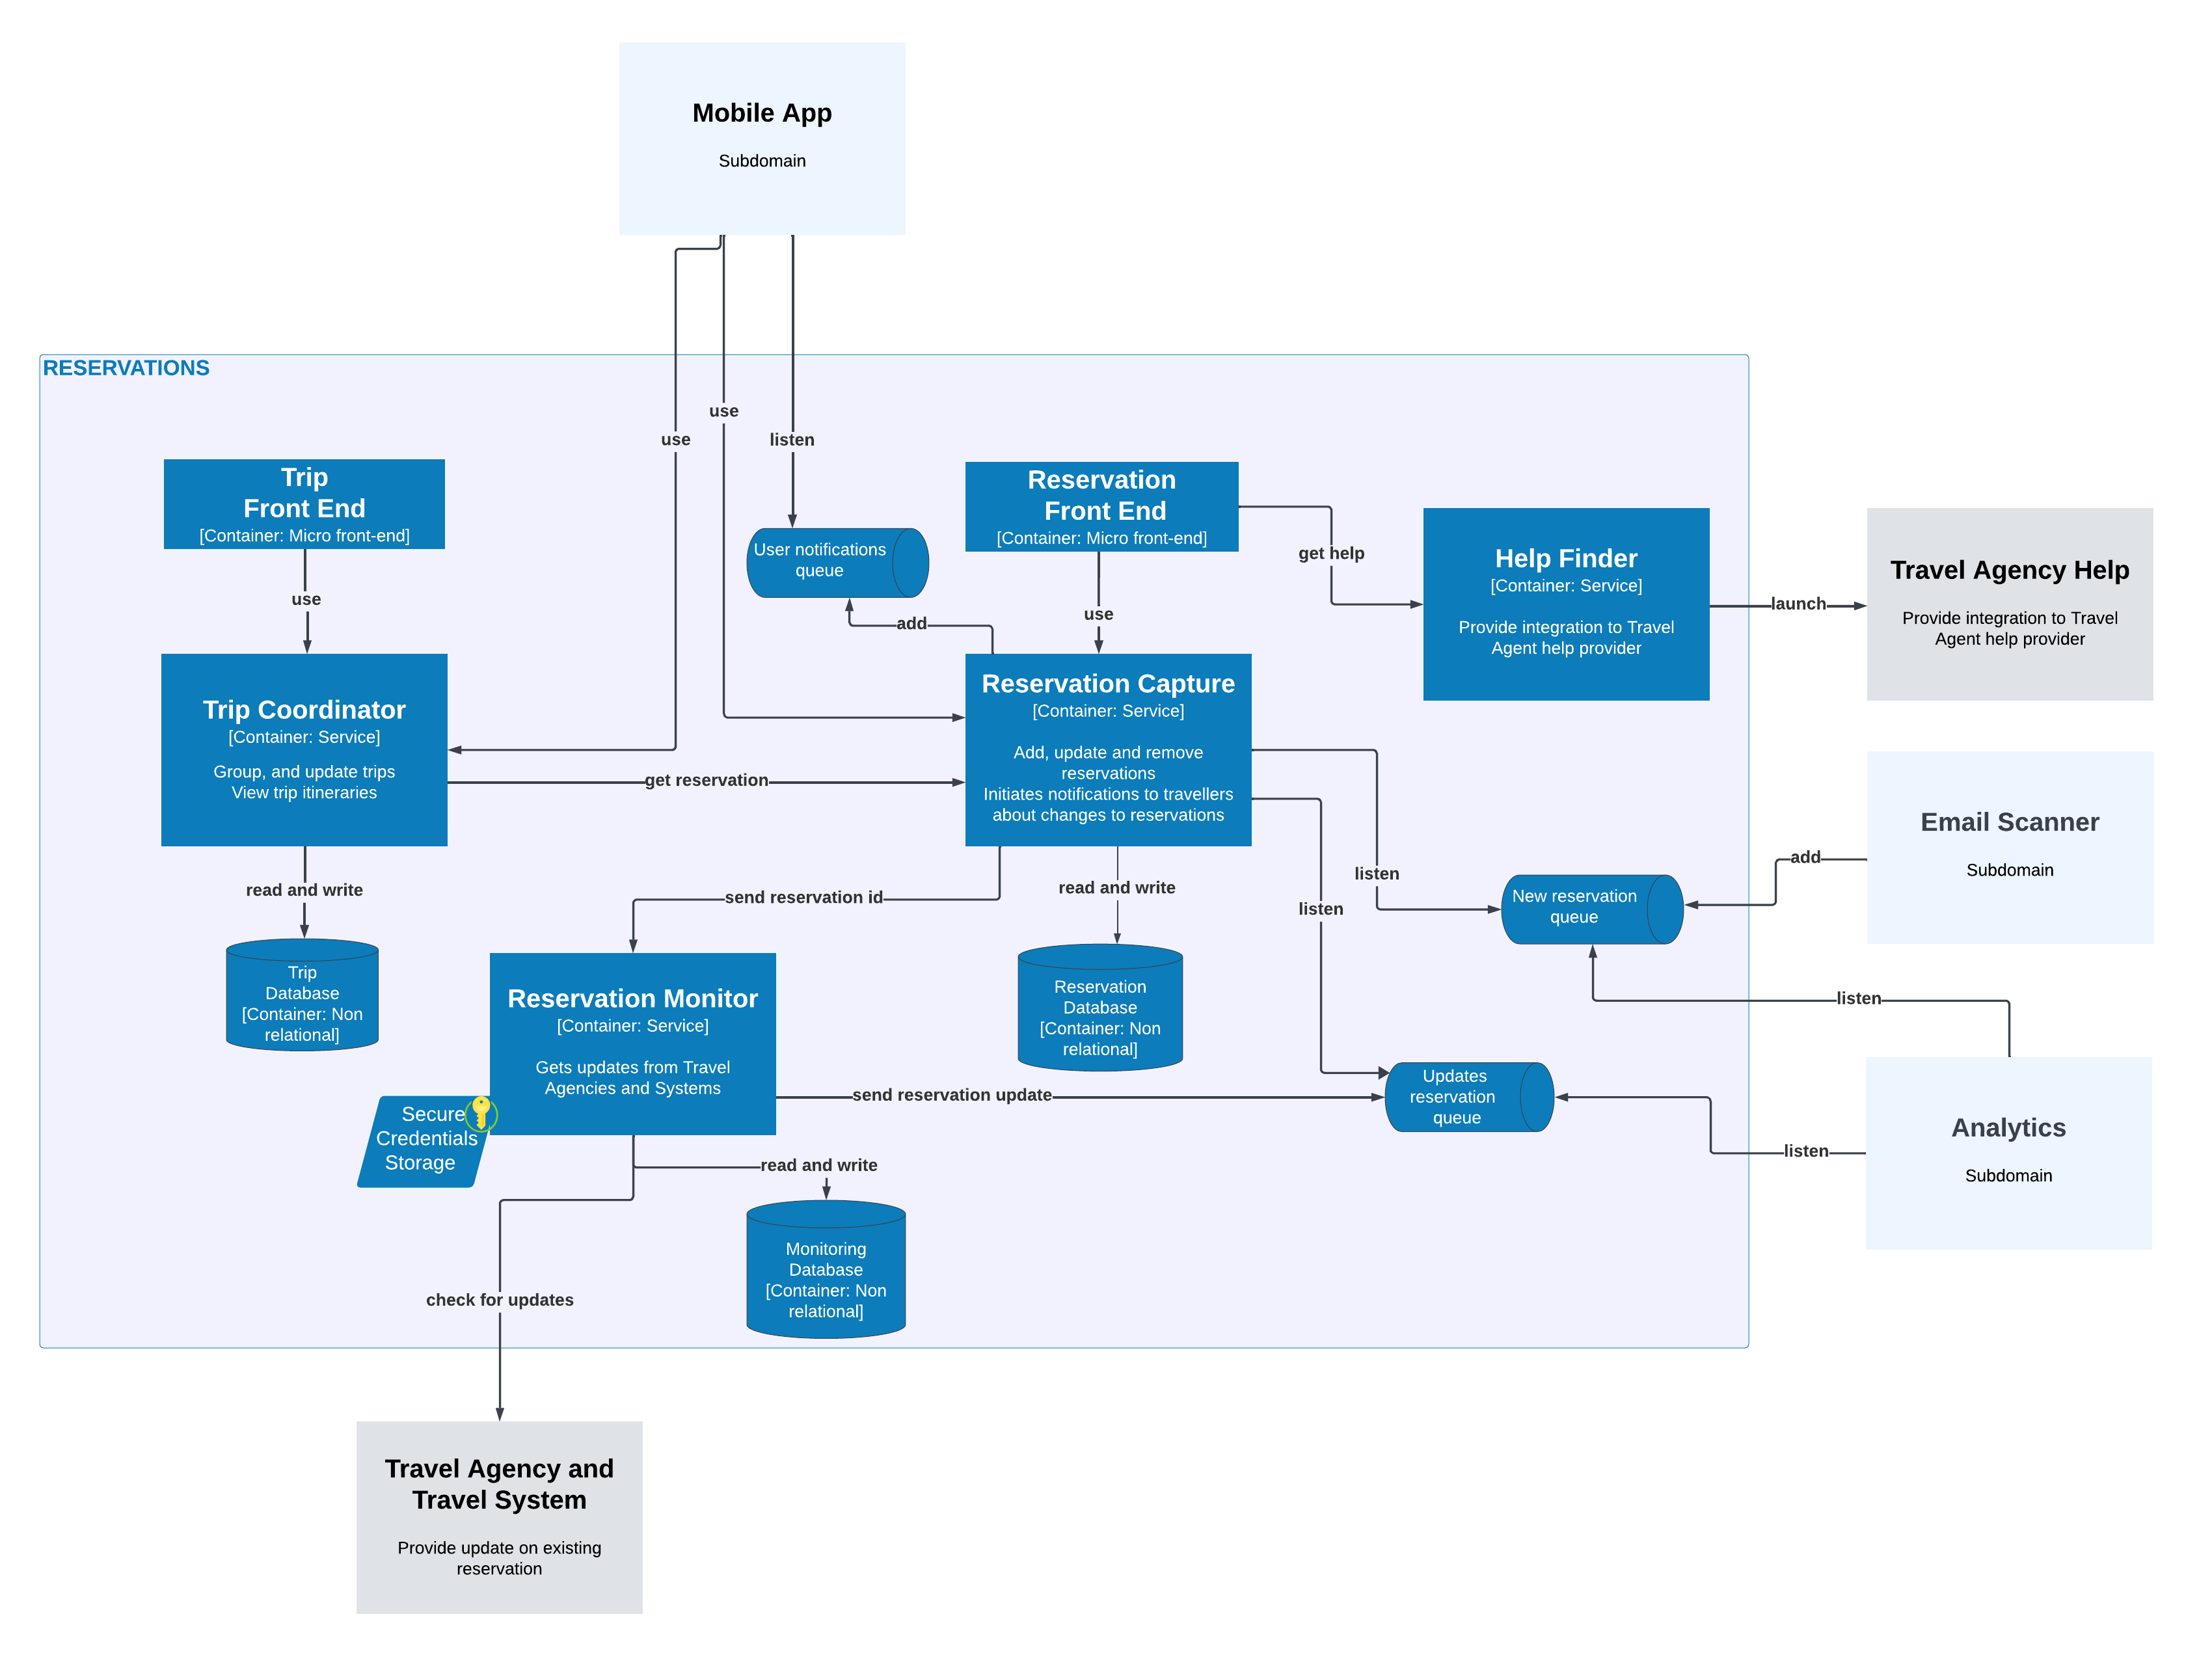 Mobile App
Subdomain
RESERVATIONS
use
use
listen
Trip
Front End
[Container: Micro front-end]
Reservation
Front End
[Container: Micro front-end]
User notifications
queue
get help
Help Finder
[Container: Service]
Provide integration to Travel
Agent help provider
launch
Travel Agency Help
Provide integration to Travel
Agent help provider
use
add
use
Trip Coordinator
[Container: Service]
Group, and update trips
View trip itineraries
get reservation
Reservation Capture
[Container: Service]
Add, update and remove
reservations
Initiates notifications to travellers
about changes to reservations
Email Scanner
Subdomain
add
listen
listen
New reservation
queue
read and write
send reservation id
read and write
Trip
Database
[Container: Non
relational]
Reservation Monitor
[Container: Service]
Gets updates from Travel
Agencies and Systems
Reservation
Database
[Container: Non
relational]
listen
Secure
Credentials
Storage
send reservation update
Updates
reservation
queue
listen
Analytics
Subdomain
read and write
Monitoring
Database
[Container: Non
relational]
check for updates
Travel Agency and
Travel System
Provide update on existing
reservation